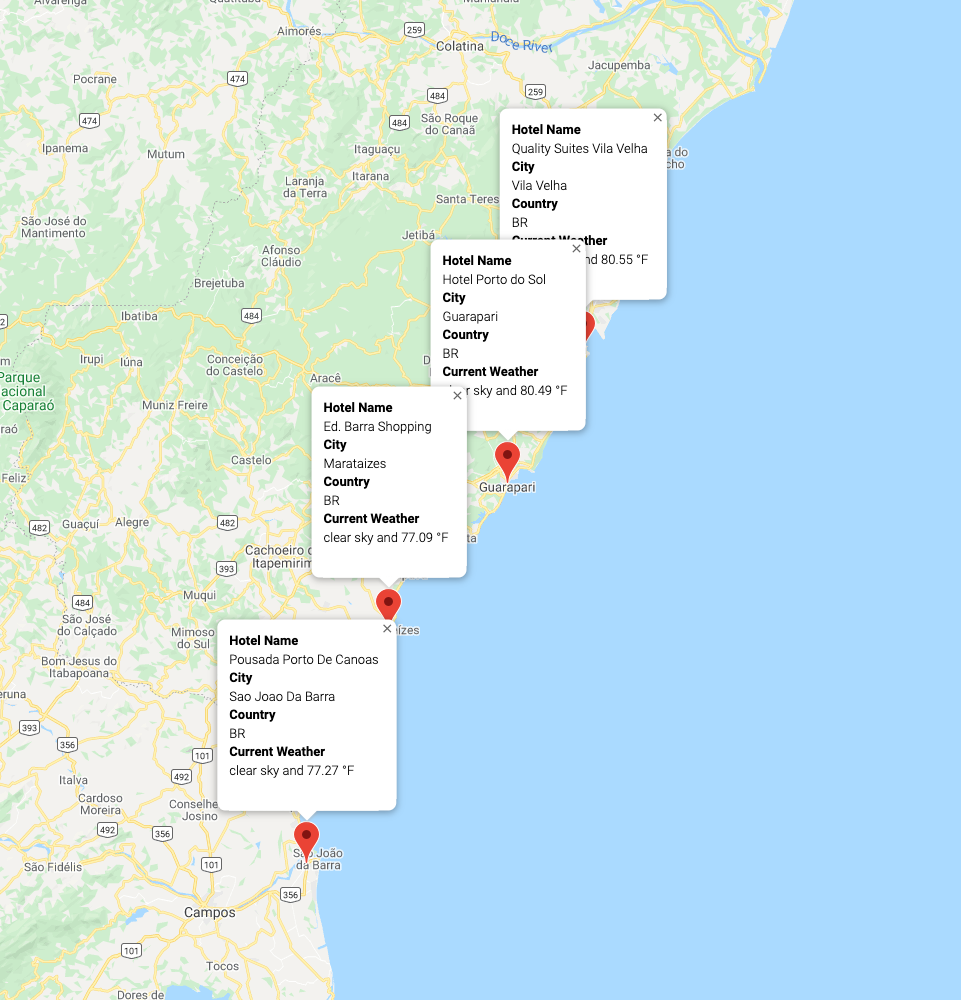 Alvarenga
Quatituba
Marilândia
Aimorés
259
Colatina
Doce River
Jacupemba
Pocrane
474
484
259
474
484
São Roque
do Canaã
Ipanema
Mutum
Itaguaçu
Itarana
Laranja
da Terra
Santa Teres
São José do
Mantimento
Jetibá
Afonso
Cláudio
Brejetuba
Ibatiba
484
Irupi
Iúna
Conceição
do Castelo
Parque
acional
Caparaó
Aracê
Muniz Freire
Castelo
Feliz
482
Guaçuí
Alegre
482
Cachoeiro d
Itapemirim
393
Muqui
484
São José
do Calçado
Mimoso
do Sul
Bom Jesus do
Itabapoana
eruna
393
356
101
492
Italva
Cardoso
Moreira
Conselhe
Josino
492
356
101
São Fidélis
São João
da Barra
356
Campos
101
Tocos
Dores de
Guarapari
eízes
a do
cho
Hotel Name
Quality Suites Vila Velha
City
Vila Velha
Country
BR
Current Weather
nd 80.55 °F
Hotel Name
Hotel Porto do Sol
City
Guarapari
Country
BR
Current Weather
clear sky and 80.49 °F
Hotel Name
Ed. Barra Shopping
City
Marataizes
Country
BR
Current Weather
clear sky and 77.09 °F
Hotel Name
Pousada Porto De Canoas
City
Sao Joao Da Barra
Country
BR
Current Weather
clear sky and 77.27 °F